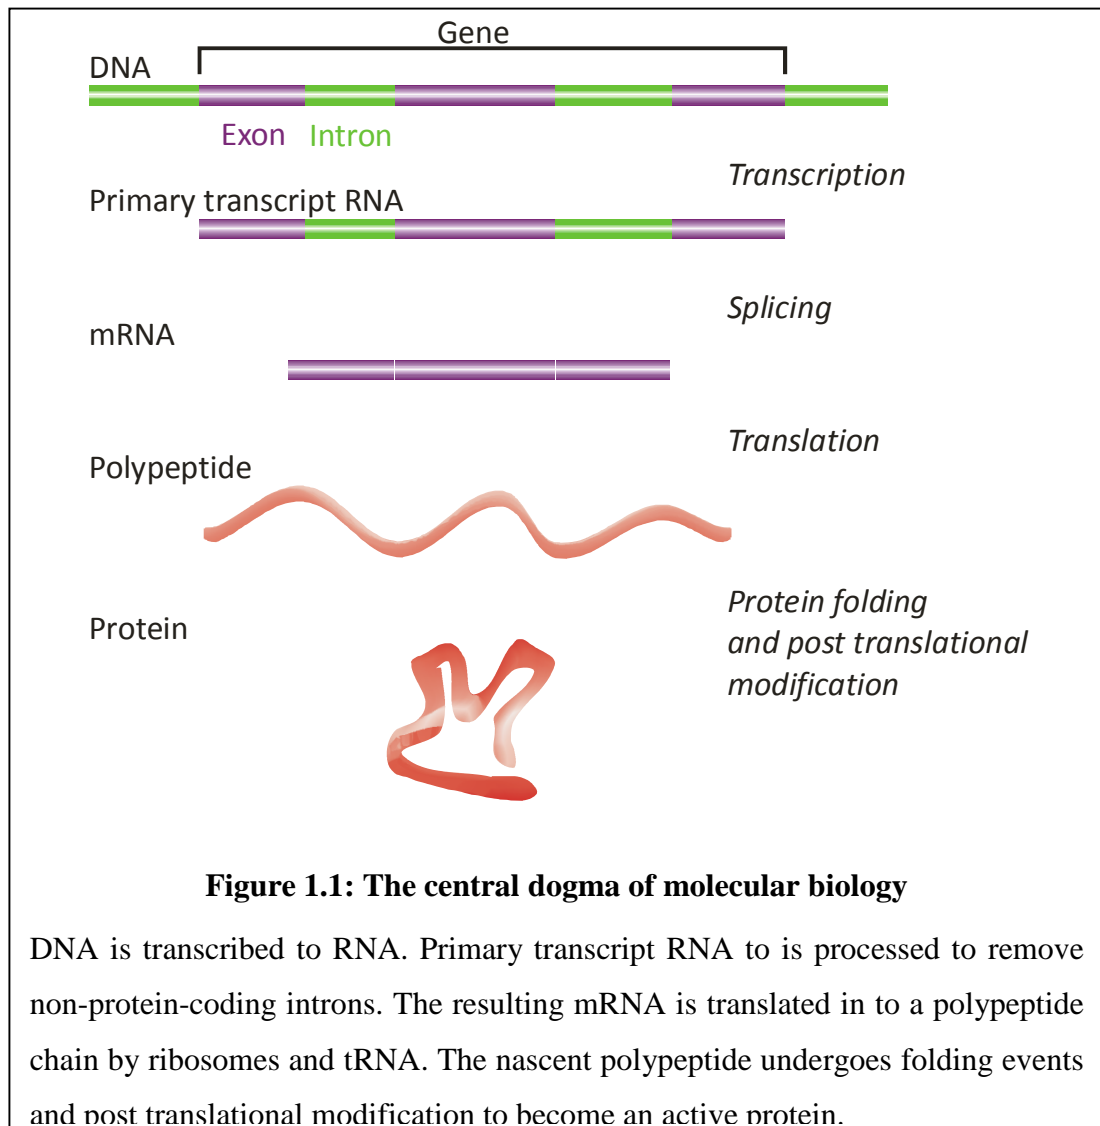 Gene
DNA
Exon Intron
Transcription
Primary transcript RNA
Splicing
mRNA
Translation
Polypeptide
Protein folding
and post translational
modification
Protein
Figure 1.1: The central dogma of molecular biology
DNA is transcribed to RNA. Primary transcript RNA to is processed to remove
non-protein-coding introns. The resulting mRNA is translated in to a polypeptide
chain by ribosomes and tRNA. The nascent polypeptide undergoes folding events
and post translational modification to become an active protein.